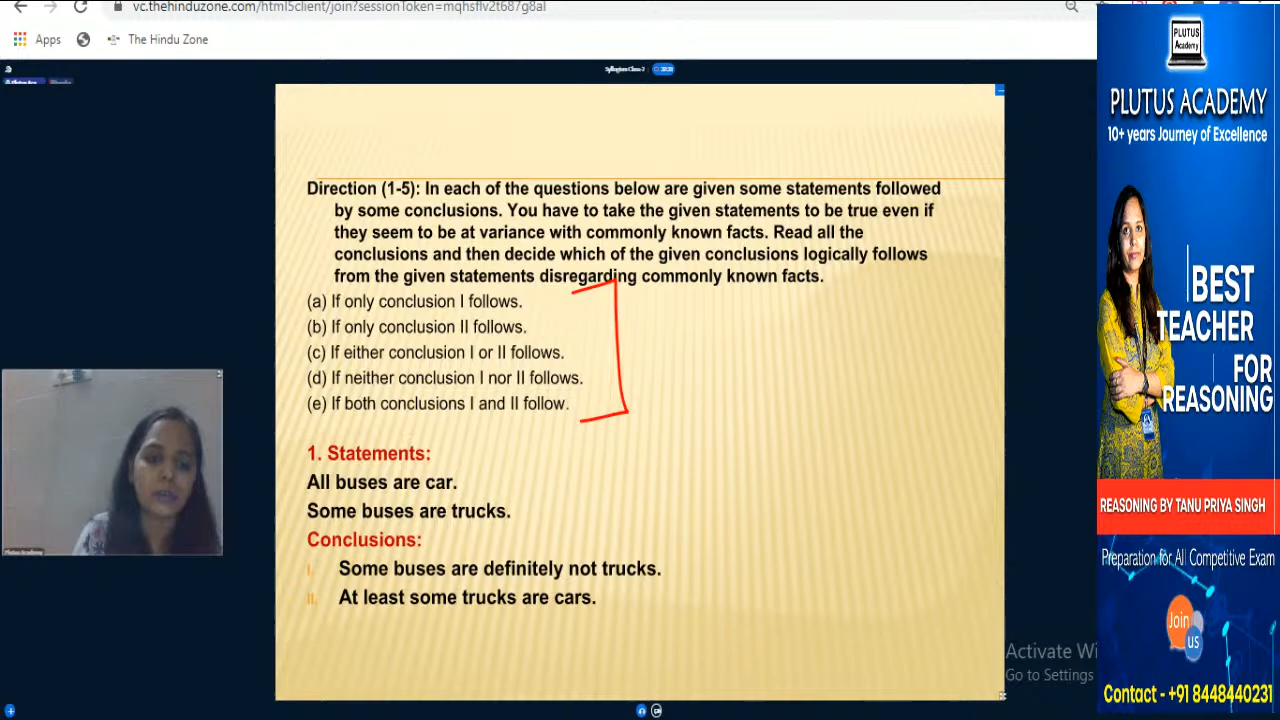 vc.thehinduzone.com/html5client/join?sessionToken=mqhsflv2t687g8al
Apps
The Hindu Zone
Syllogism Class-2
Direction (1-5): In each of the questions below are given some statements followed
by some conclusions. You have to take the given statements to be true even if
they seem to be at variance with commonly known facts. Read all the
conclusions and then decide which of the given conclusions logically follows
from the given statements disregarding commonly known facts.
(a) If only conclusion I follows.
(b) If only conclusion II follows.
(c) If either conclusion I or II follows.
(d) If neither conclusion I nor II follows.
(e) If both conclusions I and II follow.
1. Statements:
All buses are car.
Some buses are trucks.
Conclusions:
I. Some buses are definitely not trucks.
II. At least some trucks are cars.
Plutus Academy
Activate Wi
Go to Settings
PLUTUS
Academy
PLUTUS ACADEMY
10+ years Journey of Excellence
BEST
TEACHER
FOR
REASONING
REASONING BY TANU PRIYA SINGH
Preparation for All Competitive Exam
Join
us
Contact - +91 8448440231